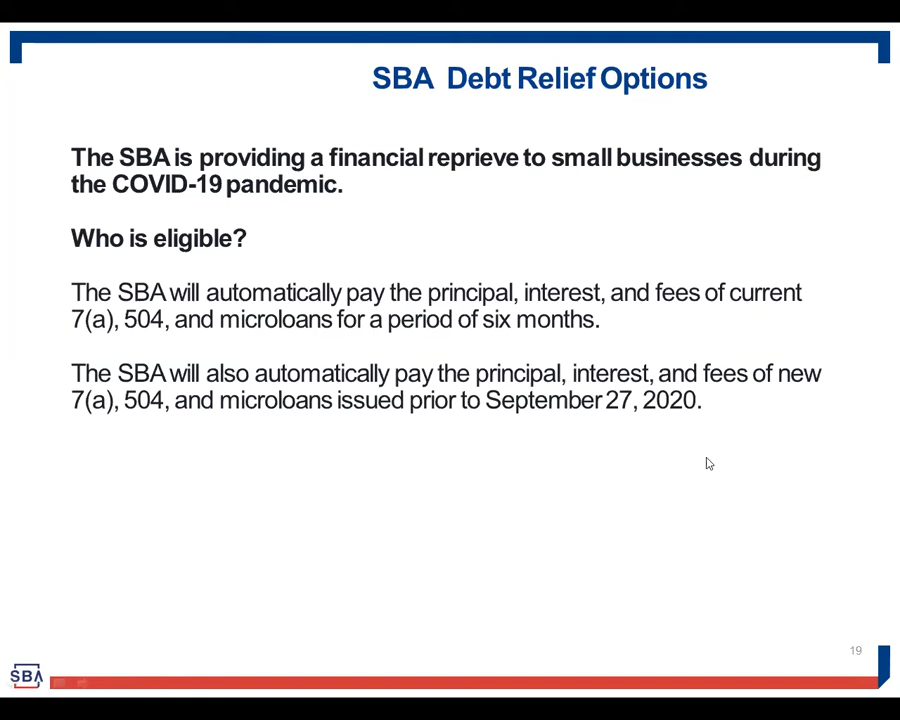 SBA Debt Relief Options
The SBA is providing a financial reprieve to small businesses during
the COVID-19 pandemic.
Who is eligible?
The SBA will automatically pay the principal, interest, and fees of current
7(a), 504, and microloans for a period of six months.
The SBA will also automatically pay the principal, interest, and fees of new
7(a), 504, and microloans issued prior to September 27, 2020.
19
SBA